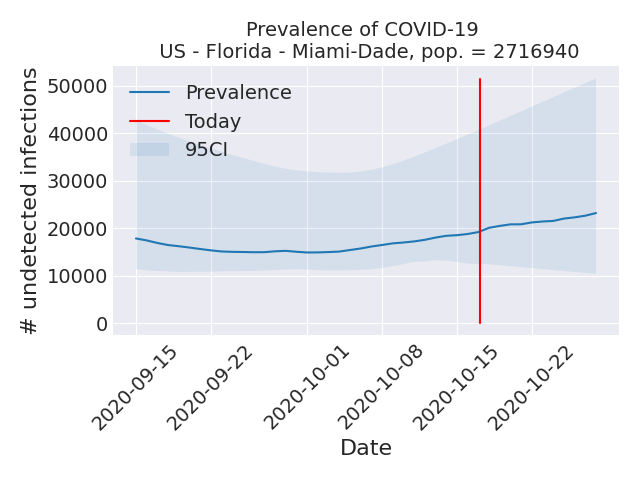 Prevalence of COVID-19
US - Florida - Miami-Dade, pop. = 2716940
# undetected infections
50000
40000
30000
20000
10000
0
Prevalence
Today
95CI
2020-09-15
2020-09-22
2020-10-01
2020-10-08
2020-10-15
2020-10-22
Date